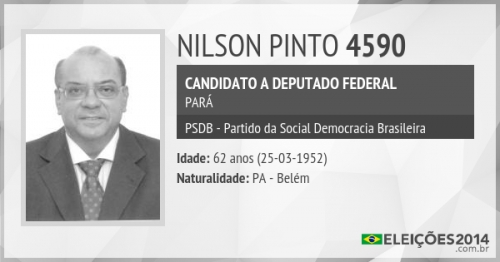 NILSON PINTO 4590
CANDIDATO A DEPUTADO FEDERAL
PARÁ
PSDB - Partido da Social Democracia Brasileira
Idade: 62 anos (25-03-1952)
Naturalidade: PA - Belém
ELEIÇÕES2014
.com.br